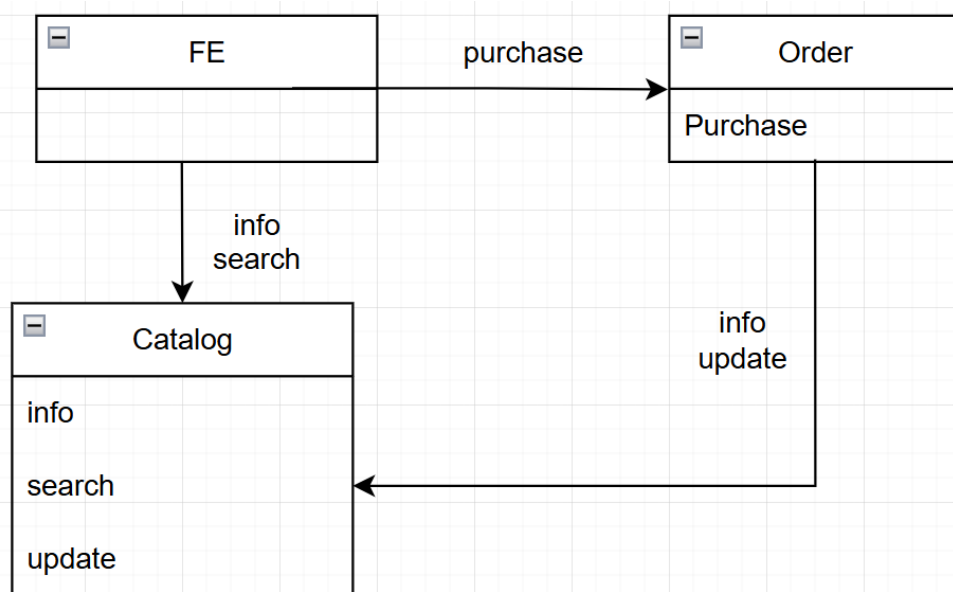 FE
purchase
Order
Purchase
info
search
Catalog
info
update
info
search
update